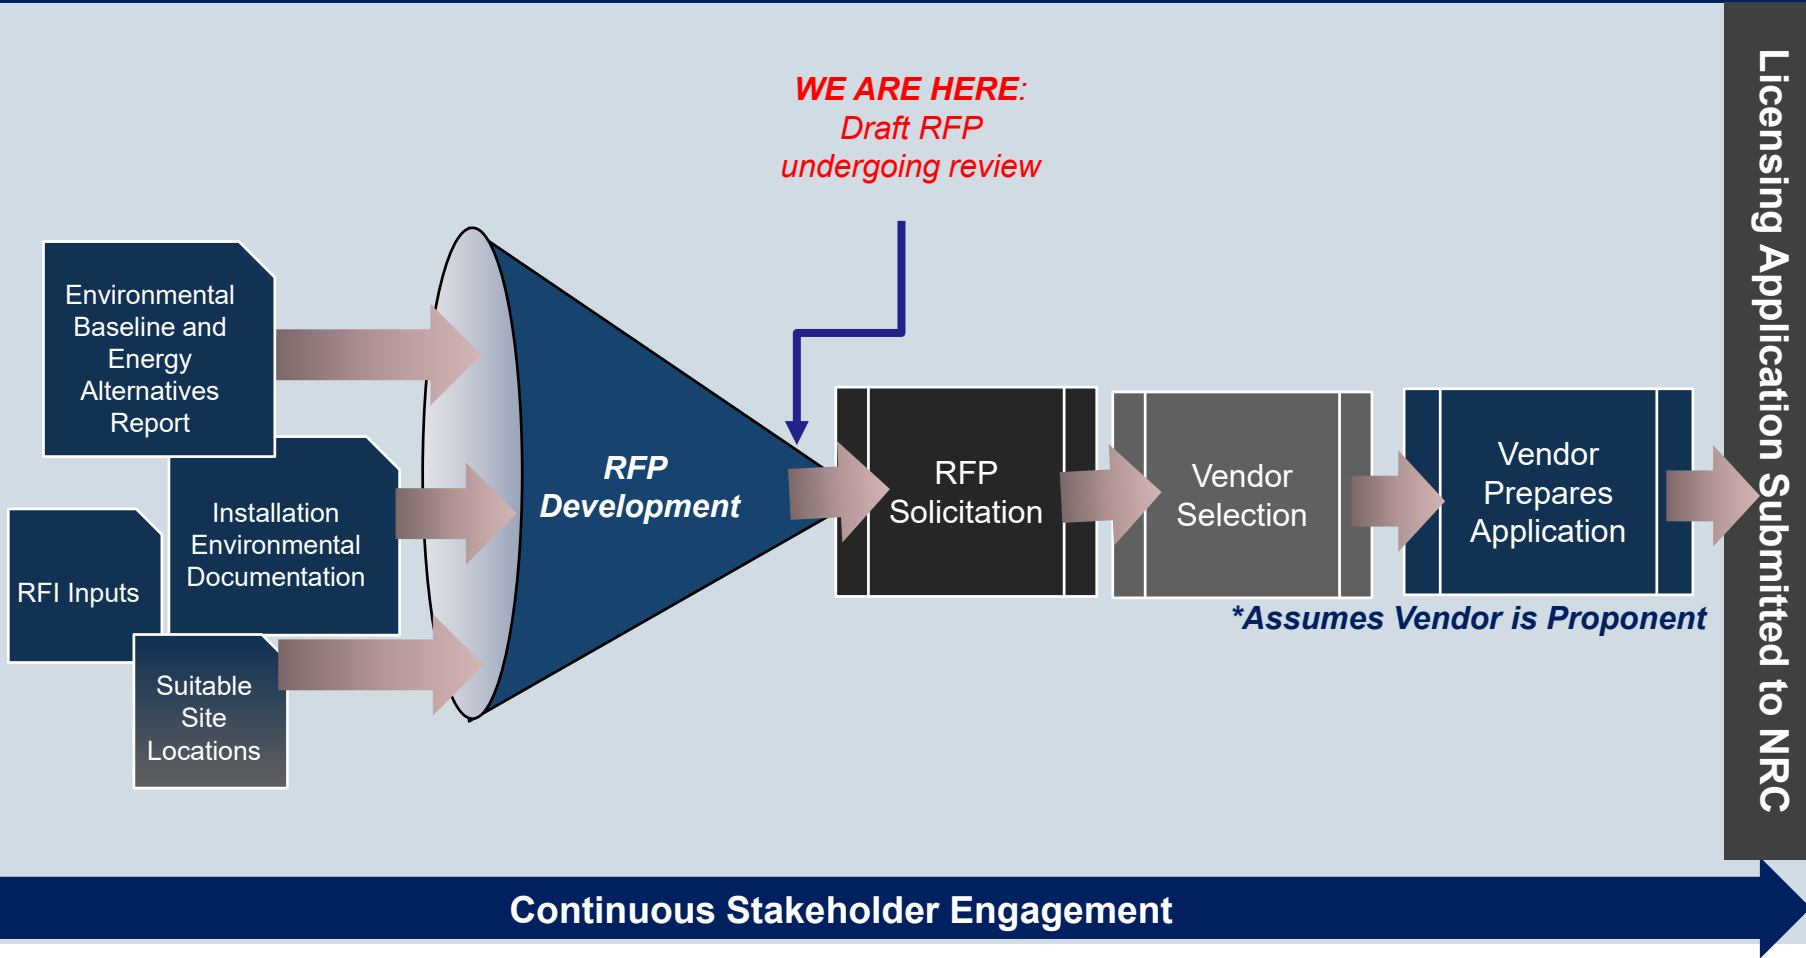 WE ARE HERE:
Draft RFP
undergoing review
Environmental
Baseline and
Energy
Alternatives
Report
Installation
Environmental
Documentation
RFI Inputs
Suitable
Site
Locations
RFP
Development
RFP
Solicitation
Vendor
Selection
Vendor
Prepares
Application
*Assumes Vendor is Proponent
Licensing Application Submitted to NRC
Continuous Stakeholder Engagement